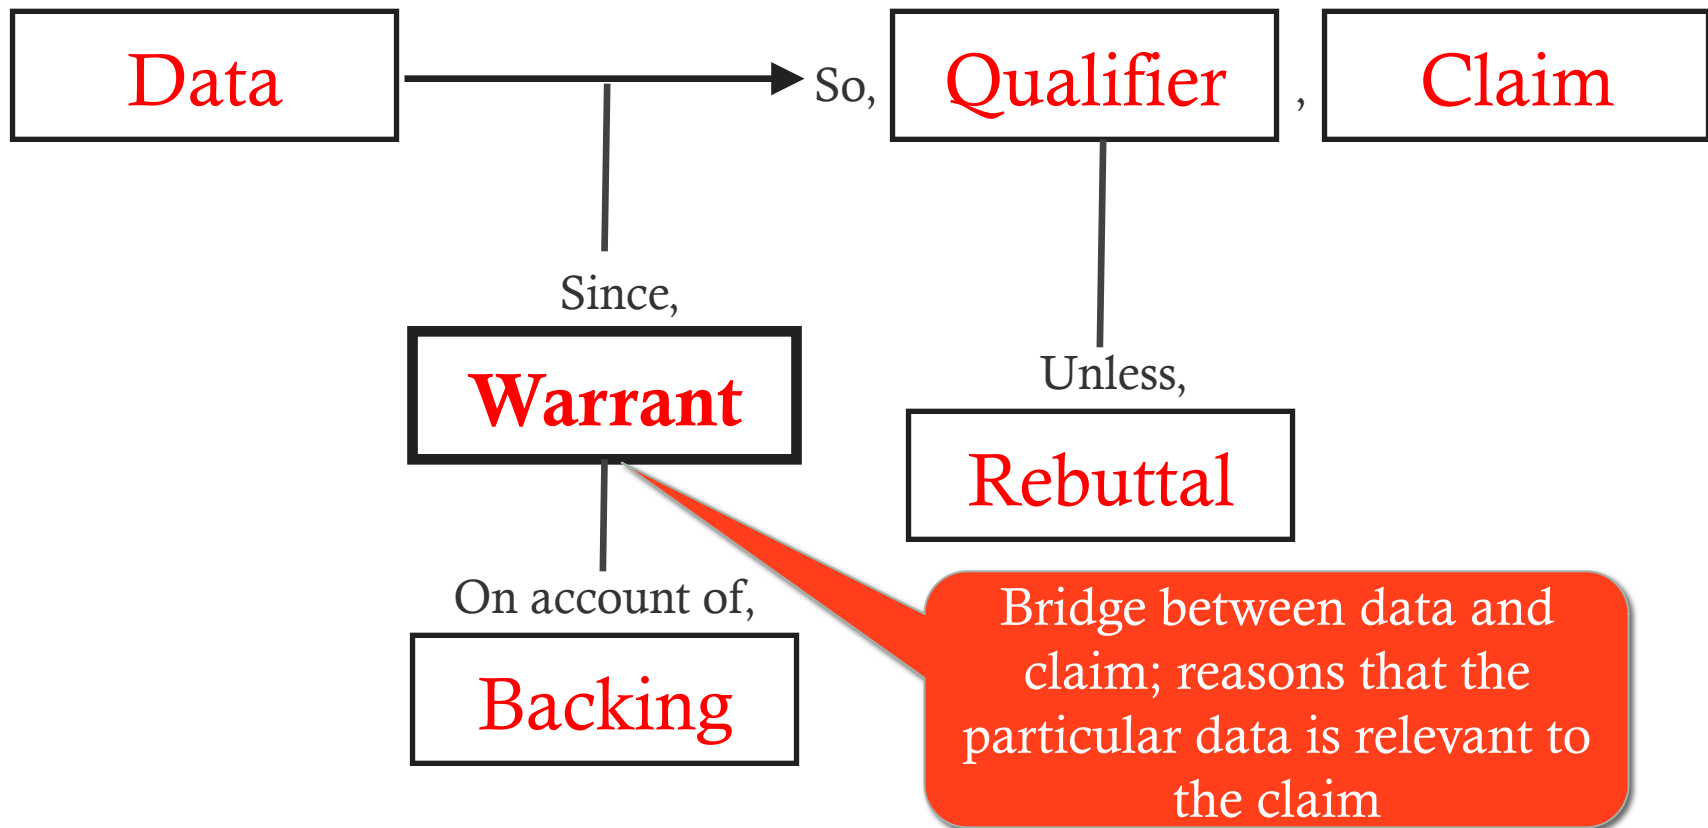 Data So, Qualifier , Claim
Since,
Warrant
Unless,
Rebuttal
On account of,
Backing
Bridge between data and
claim; reasons that the
particular data is relevant to
the claim